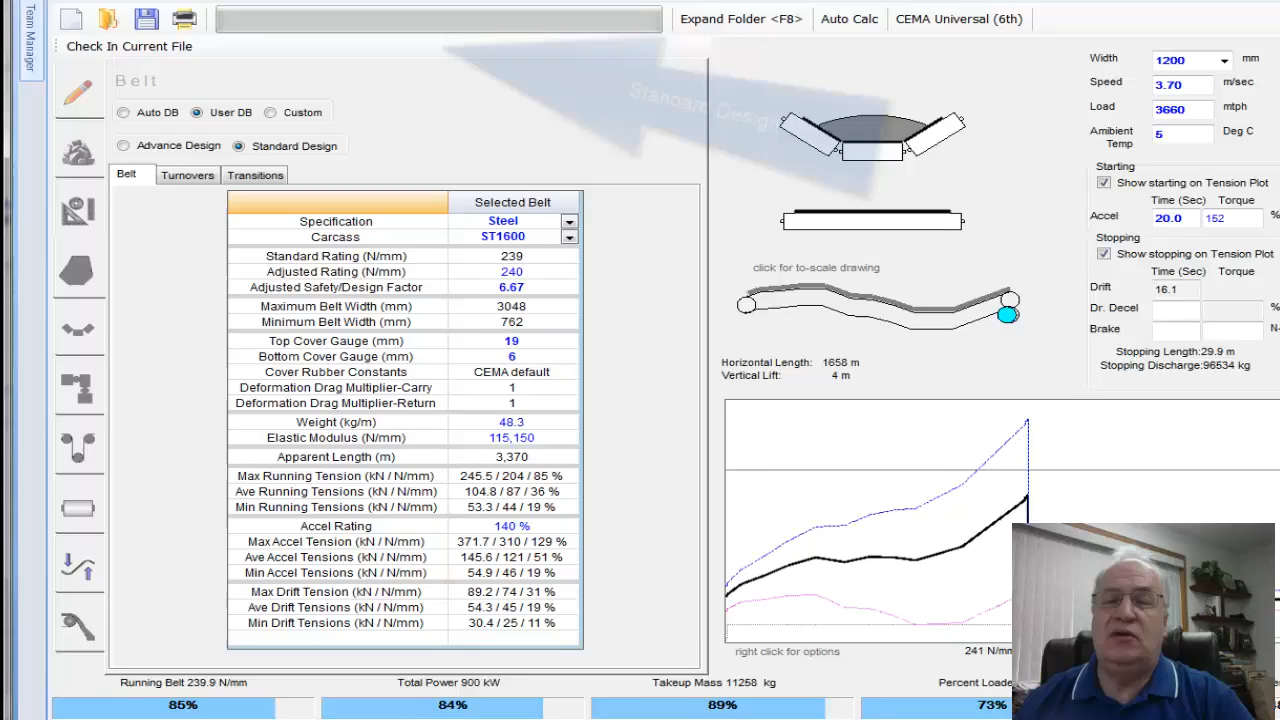 Team Manager
Expand Folder <F8>
Auto Calc
CEMA Universal (6th)
Check In Current File
Belt
Auto DB
User DB
Custom
Advance Design
Standard Design
Belt
Turnovers
Transitions
Selected Belt
Specification Steel
Carcass ST1600
Standard Rating (N/mm) 239
Adjusted Rating (N/mm) 240
Adjusted Safety/Design Factor 6.67
Maximum Belt Width (mm) 3048
Minimum Belt Width (mm) 762
Top Cover Gauge (mm) 19
Bottom Cover Gauge (mm) 6
Cover Rubber Constants CEMA default
Deformation Drag Multiplier-Carry 1
Deformation Drag Multiplier-Return 1
Weight (kg/m) 48.3
Elastic Modulus (N/mm) 115,150
Apparent Length (m) 3,370
Max Running Tension (kN / N/mm) 245.5 / 204 / 85 %
Ave Running Tensions (kN / N/mm) 104.8 / 87 / 36 %
Min Running Tensions (kN / N/mm) 53.3 / 44 / 19 %
Accel Rating 140 %
Max Accel Tension (kN / N/mm) 371.7 / 310 / 129 %
Ave Accel Tensions (kN / N/mm) 145.6 / 121 / 51 %
Min Accel Tensions (kN / N/mm) 54.9 / 46 / 19 %
Max Drift Tensions (kN / N/mm) 89.2 / 74 / 31 %
Ave Drift Tensions (kN / N/mm) 54.3 / 45 / 19 %
Min Drift Tensions (kN / N/mm) 30.4 / 25 / 11 %
Standard Design
click for to-scale drawing
Horizontal Length: 1658 m
Vertical Lift: 4 m
Width 1200 mm
Speed 3.70 m/sec
Load 3660 mtph
Ambient Temp 5 Deg C
Starting
Show starting on Tension Plot
Time (Sec) Torque
Accel 20.0 152
Stopping
Show stopping on Tension Plot
Time (Sec) Torque
Drift 16.1
Dr. Decel %
Brake N-
Stopping Length:29.9 m
Stopping Discharge:96534 kg
right click for options
241 N/mm
Running Belt 239.9 N/mm
Total Power 900 kW
Takeup Mass 11258 kg
Percent Loade
85%
84%
89%
73%